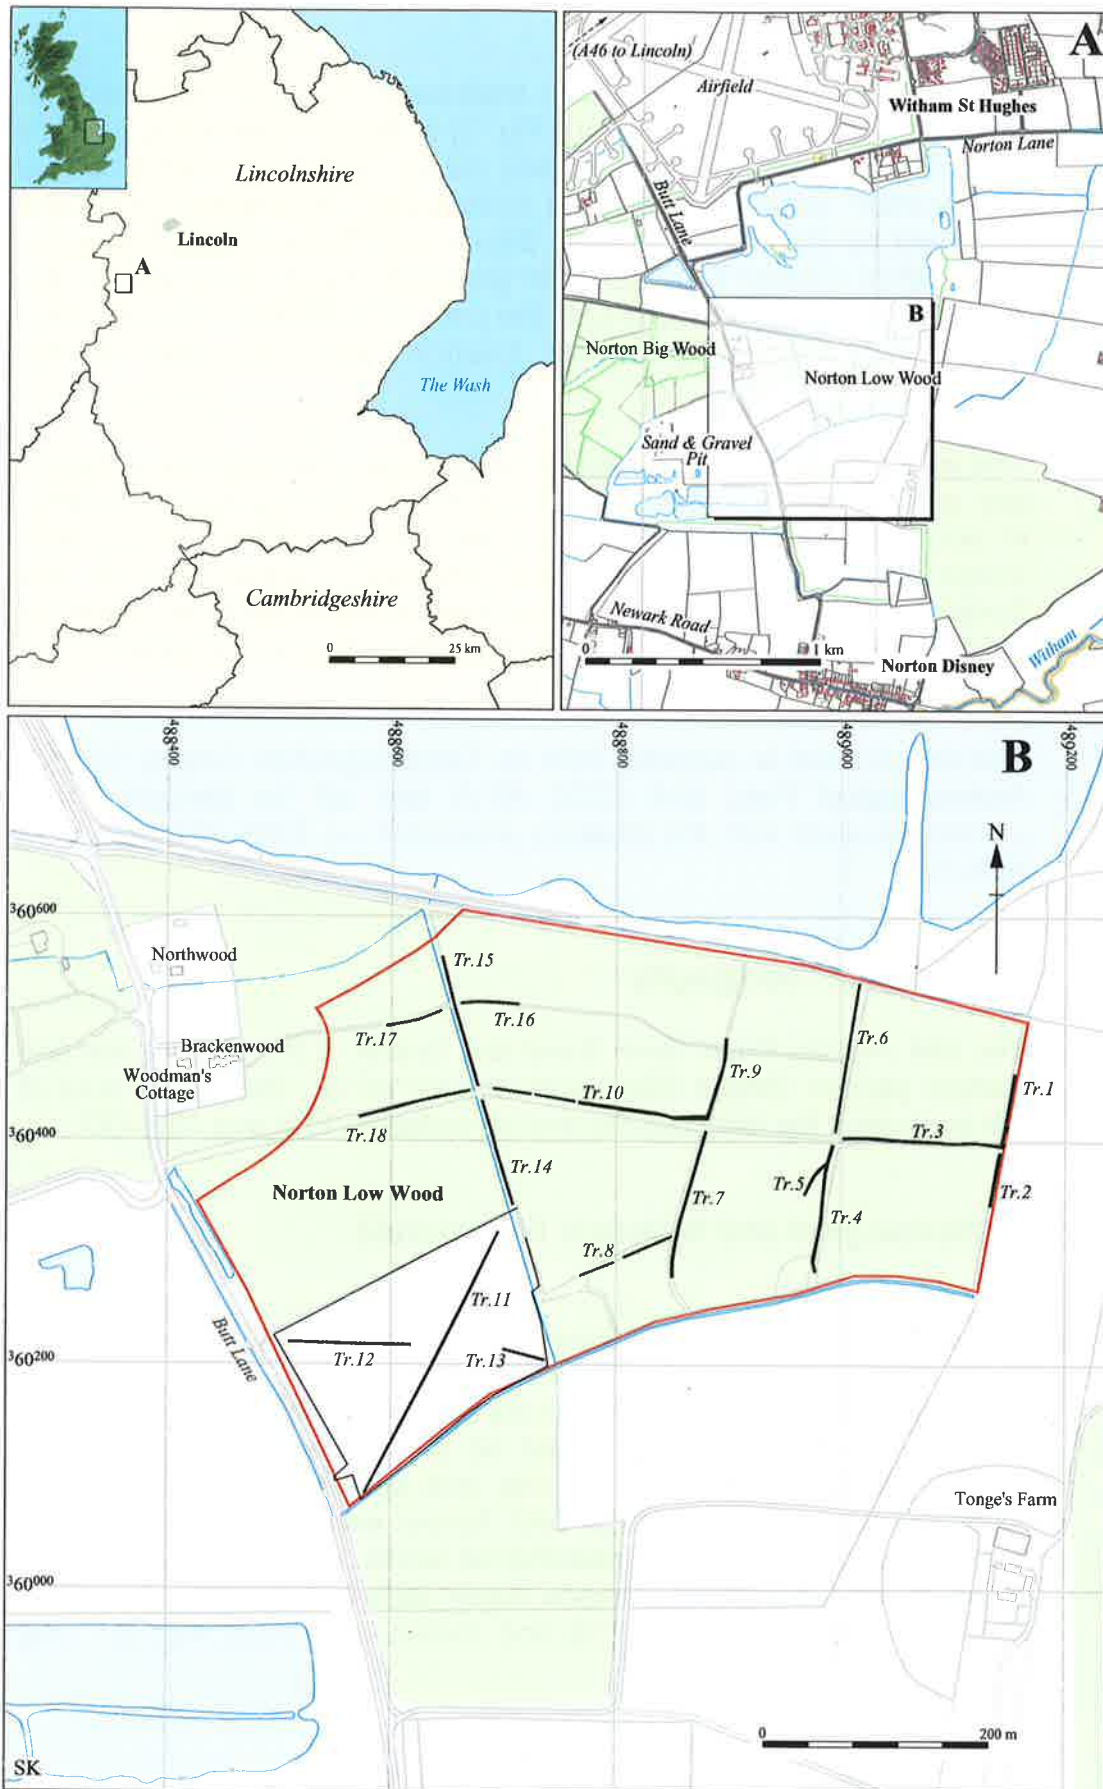 Lincolnshire
Lincoln
A
The Wash
Cambridgeshire
0 25 km
A
(A46 to Lincoln)
Airfield
Witham St Hughes
Norton Lane
Butt Lane
B
Norton Big Wood
Norton Low Wood
Sand & Gravel
Pit
Newark Road
0 1 km
Norton Disney
Witham
B
488400
488600
488800
489000
489200
N
360600
Northwood
Tr.15
Tr.16
Tr.17
Tr.6
Brackenwood
Tr.9
Woodman's
Cottage
Tr.10
Tr.1
Tr.18
360400
Tr.3
Tr.14
Tr.5
Norton Low Wood
Tr.7
Tr.2
Tr.4
Tr.8
Tr.11
Butt Lane
Tr.12
Tr.13
360200
Tonge's Farm
360000
0 200 m
SK